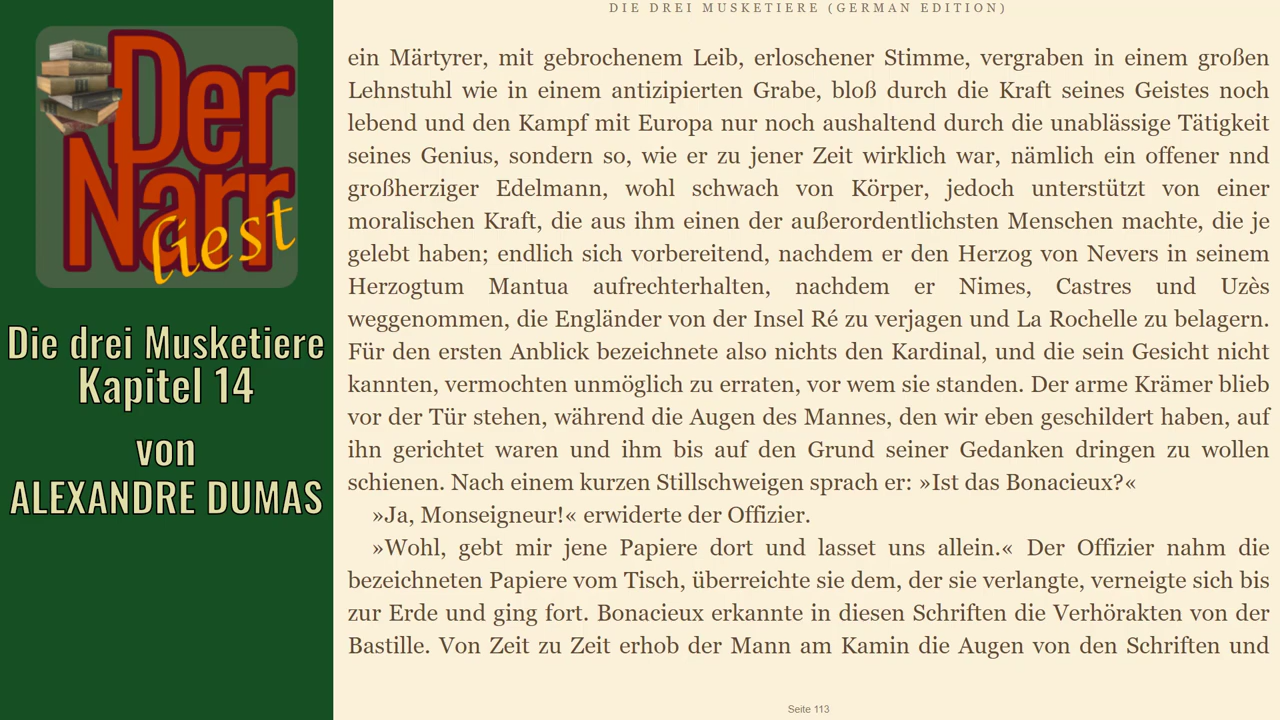 Der
Narr
liest
Die drei Musketiere
Kapitel 14
von
ALEXANDRE DUMAS
DIE DREI MUSKETIERE (GERMAN EDITION)
ein Märtyrer, mit gebrochenem Leib, erloschener Stimme, vergraben in einem großen
Lehnstuhl wie in einem antizipierten Grabe, bloß durch die Kraft seines Geistes noch
lebend und den Kampf mit Europa nur noch aushaltend durch die unablässige Tätigkeit
seines Genius, sondern so, wie er zu jener Zeit wirklich war, nämlich ein offener nnd
großherziger Edelmann, wohl schwach von Körper, jedoch unterstützt von einer
moralischen Kraft, die aus ihm einen der außerordentlichsten Menschen machte, die je
gelebt haben; endlich sich vorbereitend, nachdem er den Herzog von Nevers in seinem
Herzogtum Mantua aufrechterhalten, nachdem er Nimes, Castres und Uzès
weggenommen, die Engländer von der Insel Ré zu verjagen und La Rochelle zu belagern.
Für den ersten Anblick bezeichnete also nichts den Kardinal, und die sein Gesicht nicht
kannten, vermochten unmöglich zu erraten, vor wem sie standen. Der arme Krämer blieb
vor der Tür stehen, während die Augen des Mannes, den wir eben geschildert haben, auf
ihn gerichtet waren und ihm bis auf den Grund seiner Gedanken dringen zu wollen
schienen. Nach einem kurzen Stillschweigen sprach er: »Ist das Bonacieux?«
»Ja, Monseigneur!« erwiderte der Offizier.
»Wohl, gebt mir jene Papiere dort und lasset uns allein.« Der Offizier nahm die
bezeichneten Papiere vom Tisch, überreichte sie dem, der sie verlangte, verneigte sich bis
zur Erde und ging fort. Bonacieux erkannte in diesen Schriften die Verhörakten von der
Bastille. Von Zeit zu Zeit erhob der Mann am Kamin die Augen von den Schriften und
Seite 113